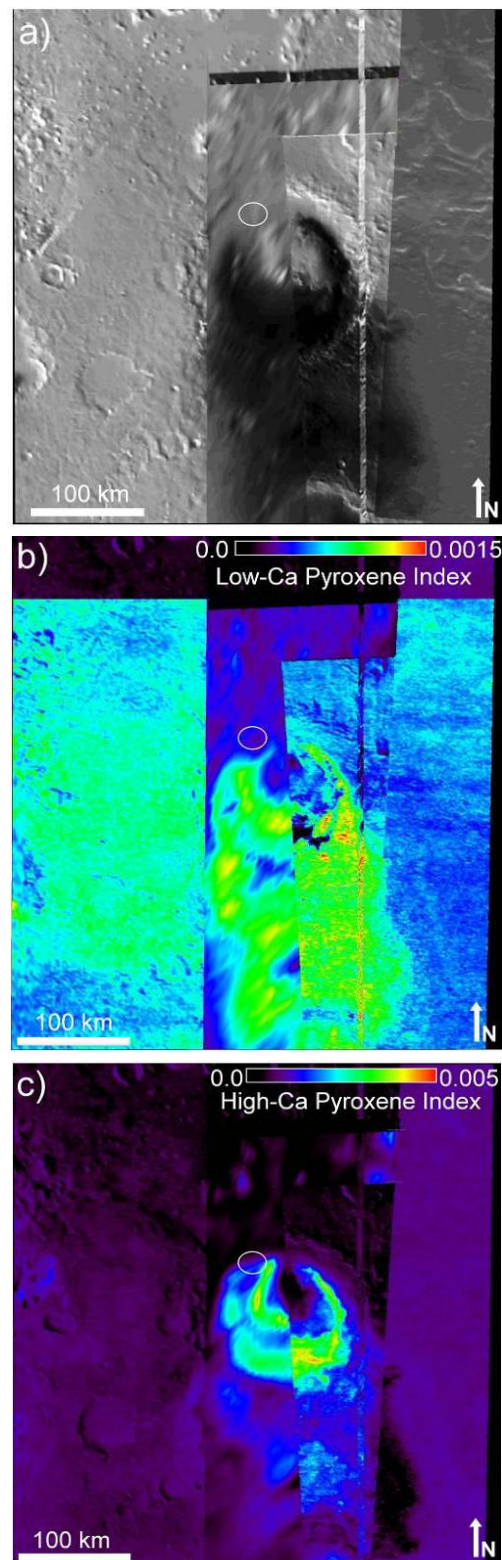 a)
100 km
N
b)
0.0 0.0015
Low-Ca Pyroxene Index
100 km
N
c)
0.0 0.005
High-Ca Pyroxene Index
100 km
N